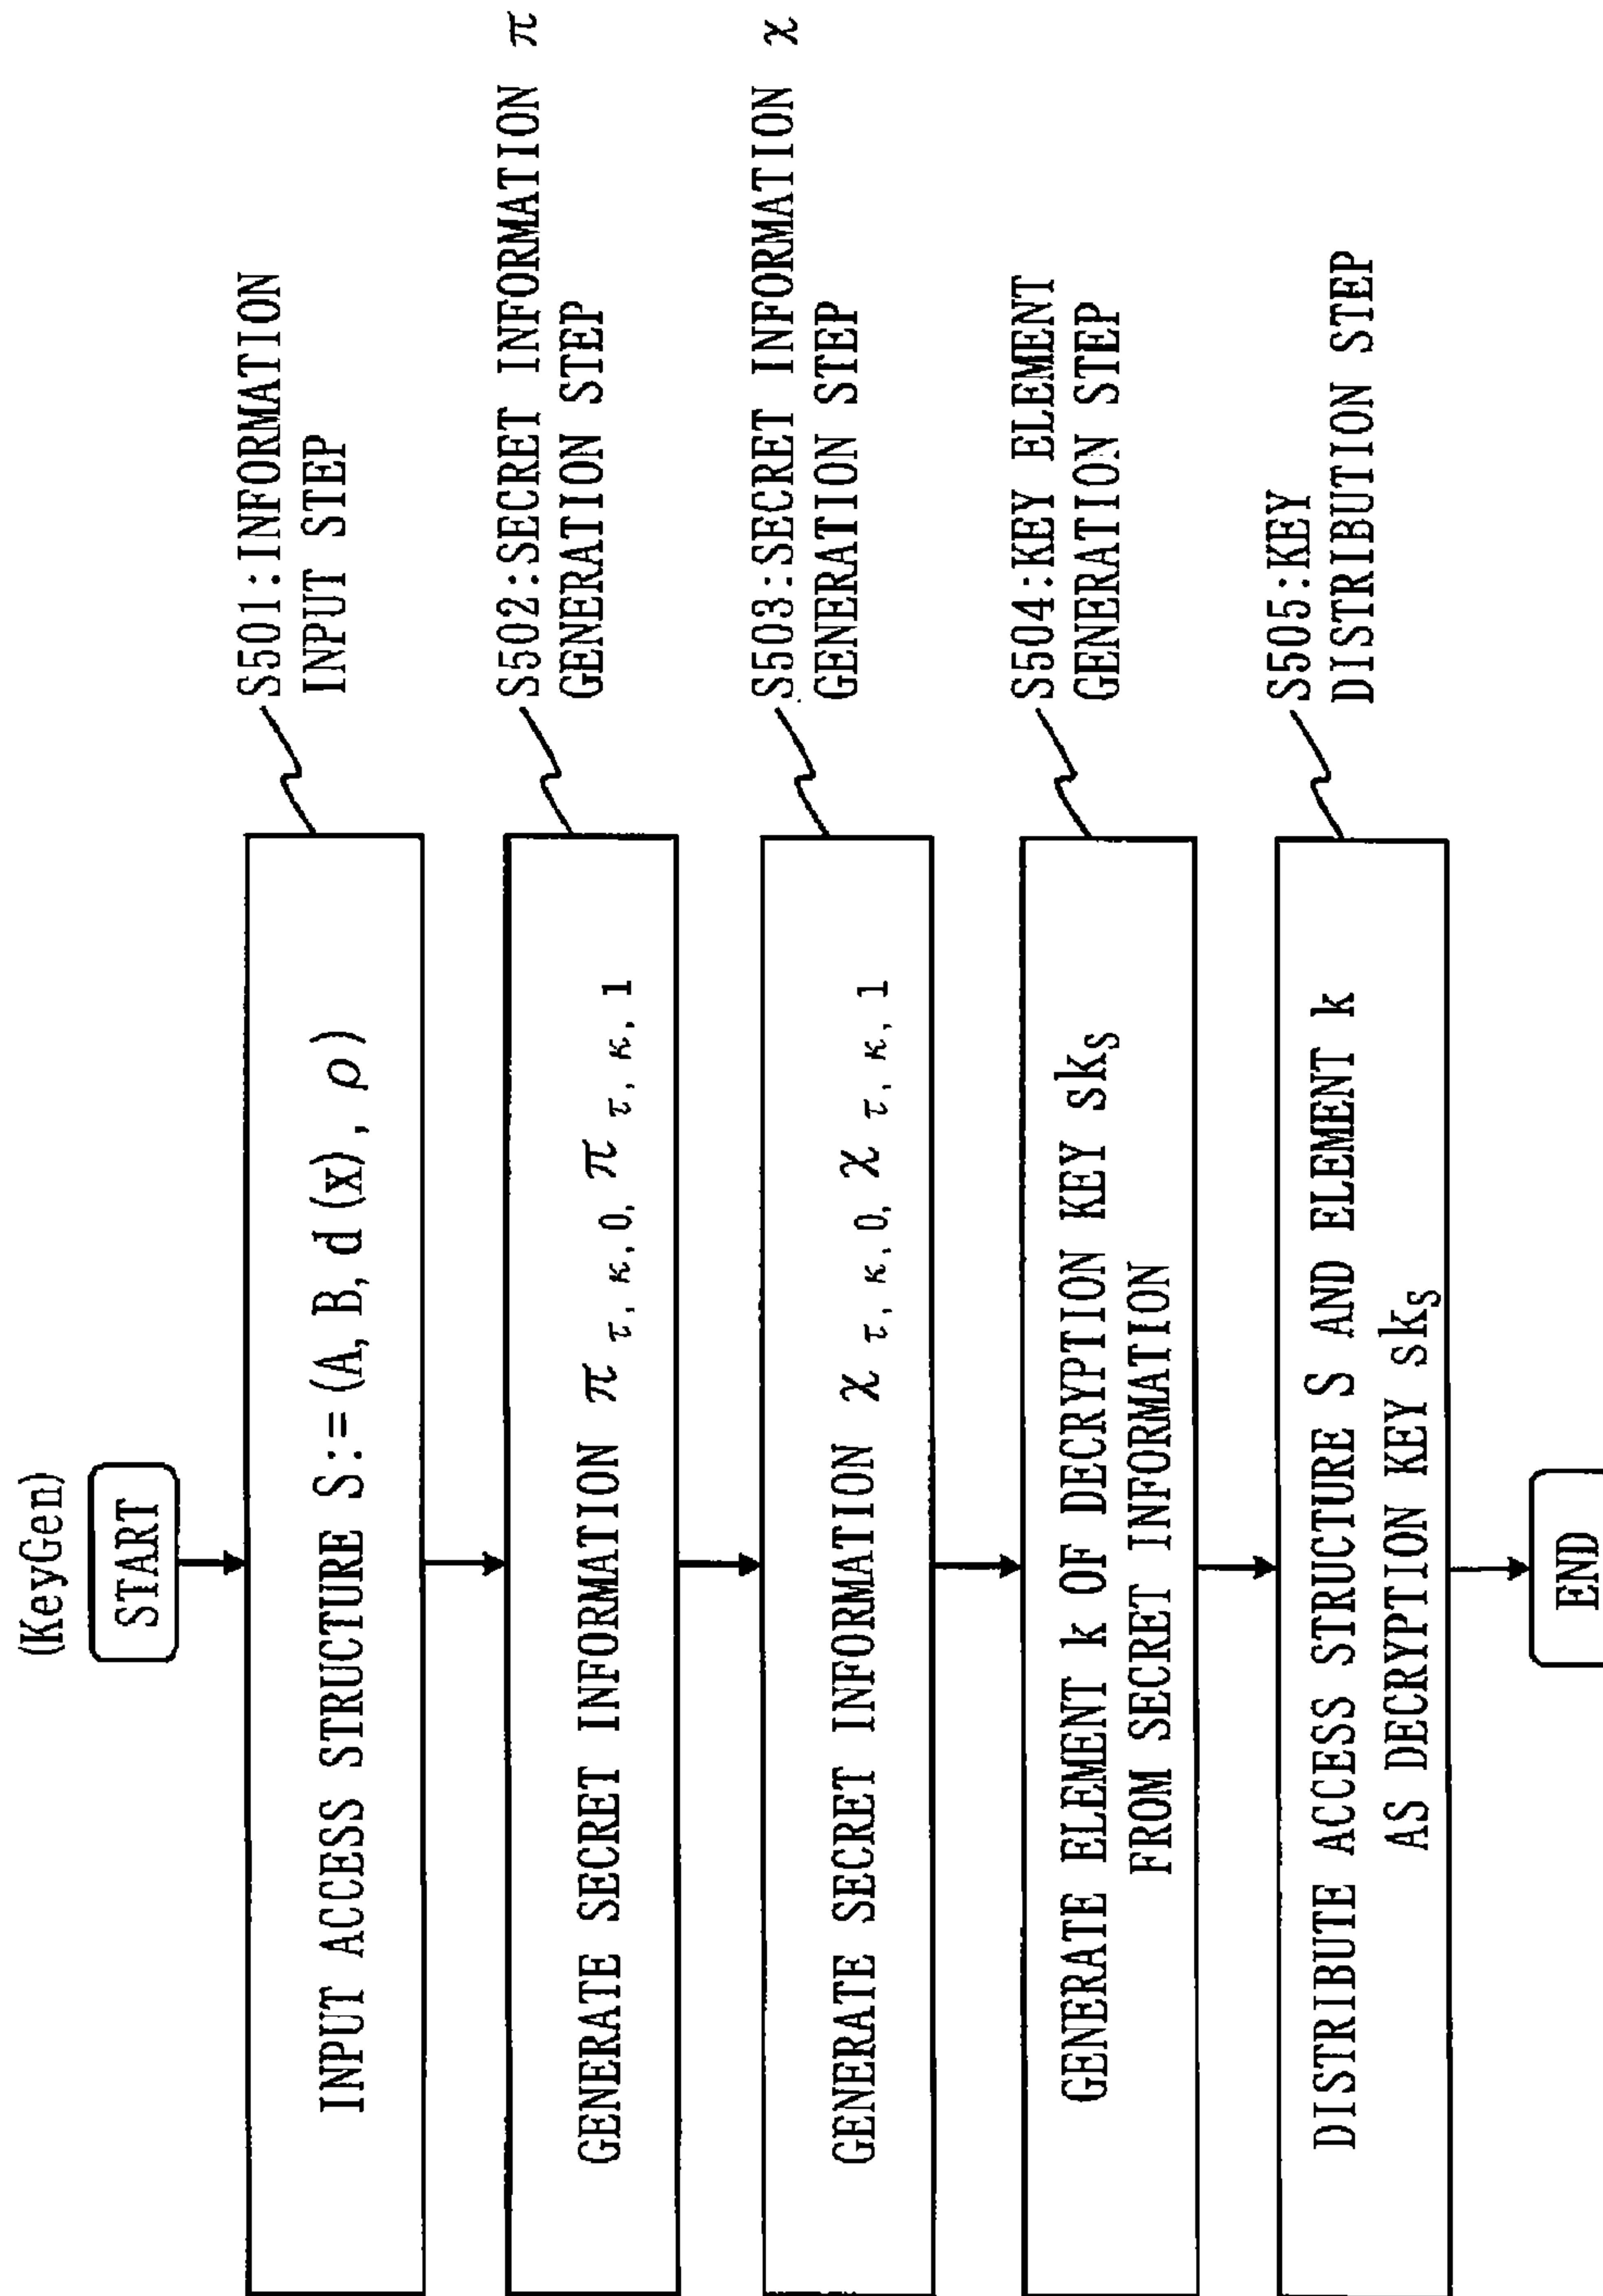 (KeyGen)
START
INPUT ACCESS STRUCTURE S:=(A, B, d(x), ρ)
S501:INFORMATION
INPUT STEP
GENERATE SECRET INFORMATION π τ, κ, 0, π τ, κ, 1
S502:SECRET INFORMATION π
GENERATION STEP
GENERATE SECRET INFORMATION χ τ, κ, 0, χ τ, κ, 1
S503:SECRET INFORMATION χ
GENERATION STEP
GENERATE ELEMENT k OF DECRYPTION KEY skS
FROM SECRET INFORMATION
S504:KEY ELEMENT
GENERATION STEP
DISTRIBUTE ACCESS STRUCTURE S AND ELEMENT k
AS DECRYPTION KEY skS
S505:KEY
DISTRIBUTION STEP
END